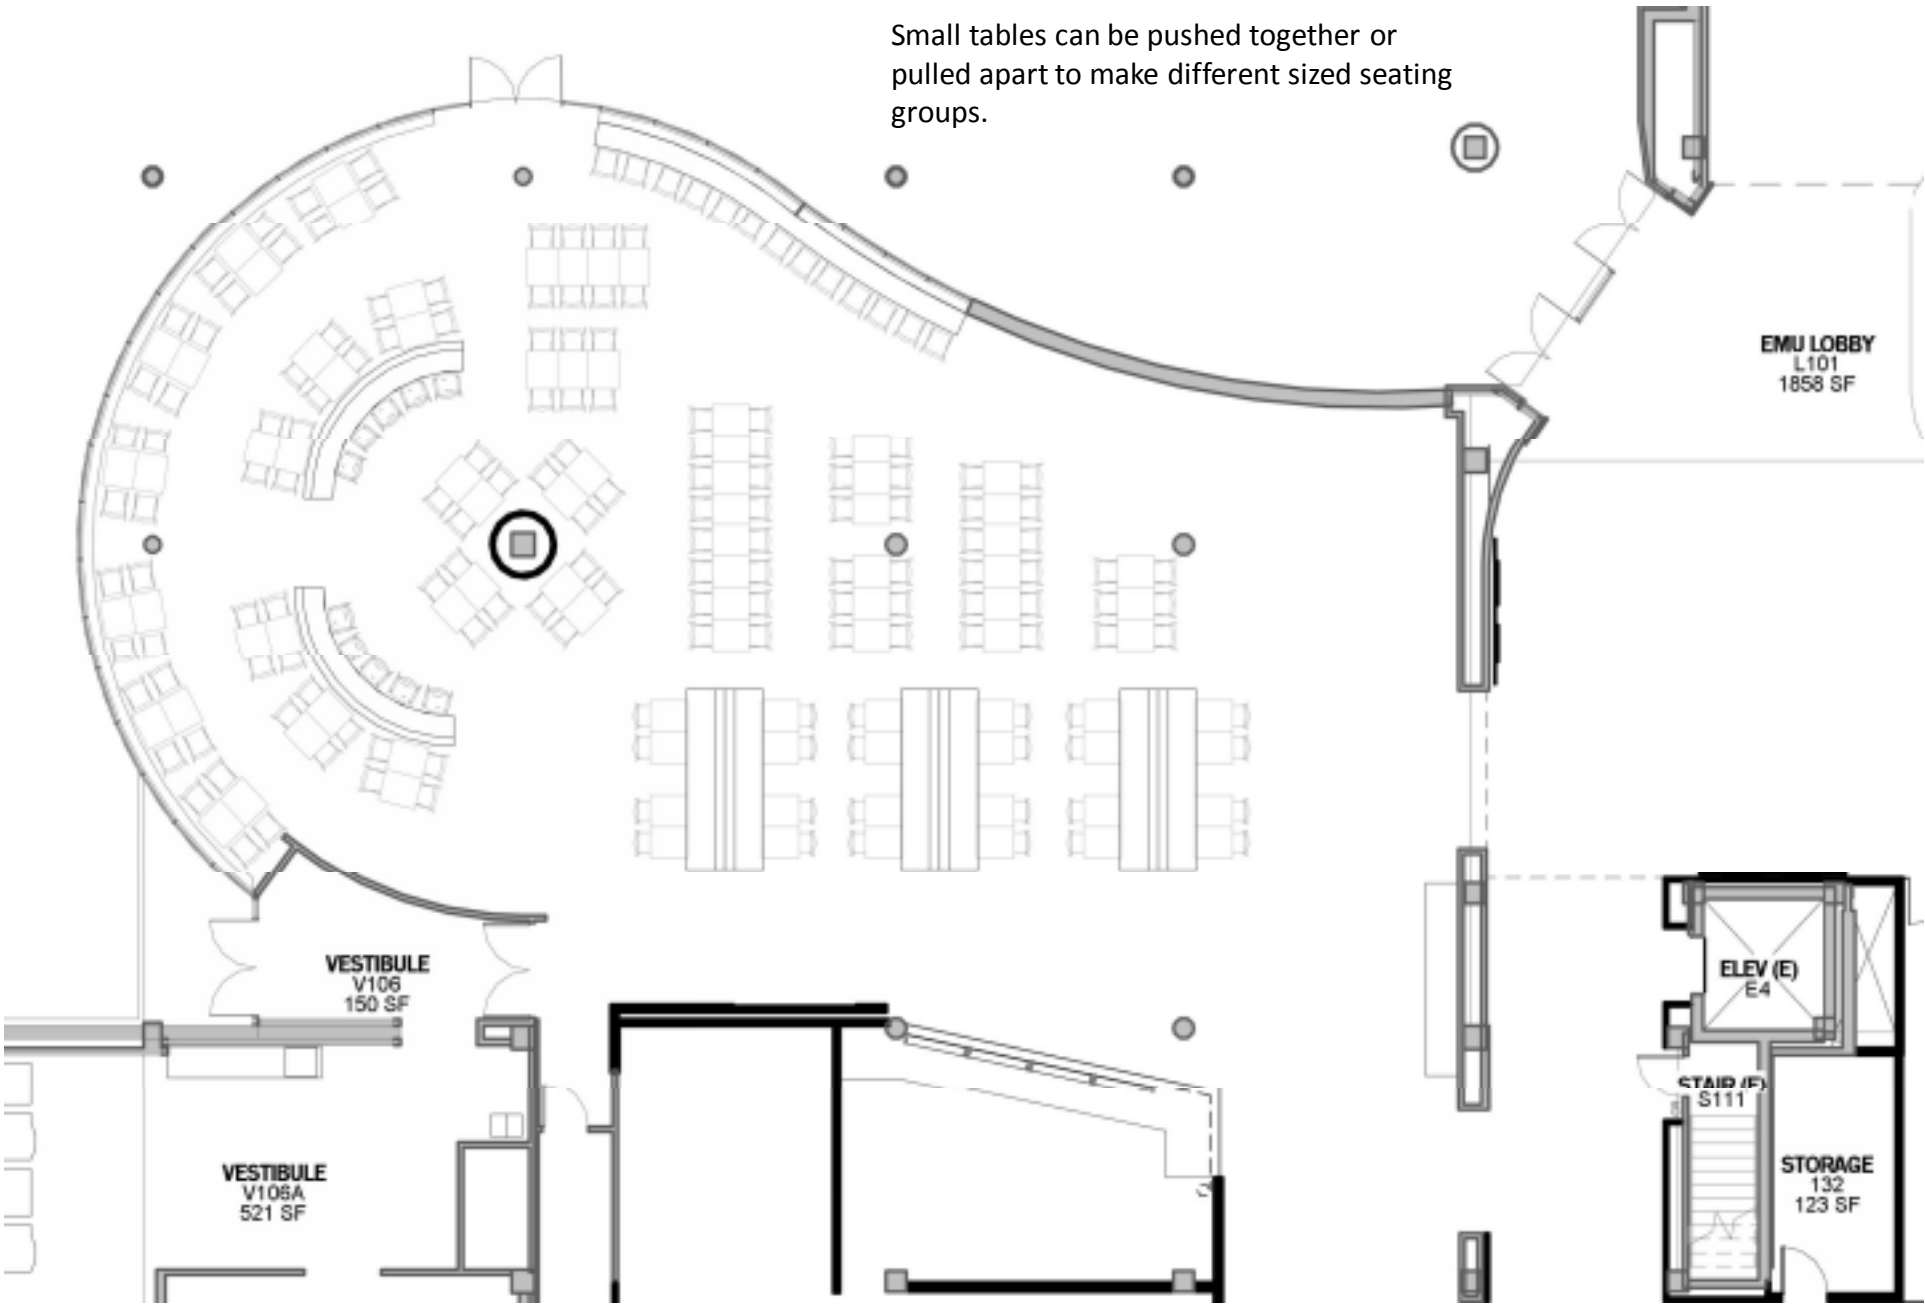 Small tables can be pushed together or
pulled apart to make different sized seating
groups.
EMU LOBBY
L101
1858 SF
VESTIBULE
V106
150 SF
ELEV (E)
E4
STAIR (E)
S111
VESTIBULE
V106A
521 SF
STORAGE
132
123 SF